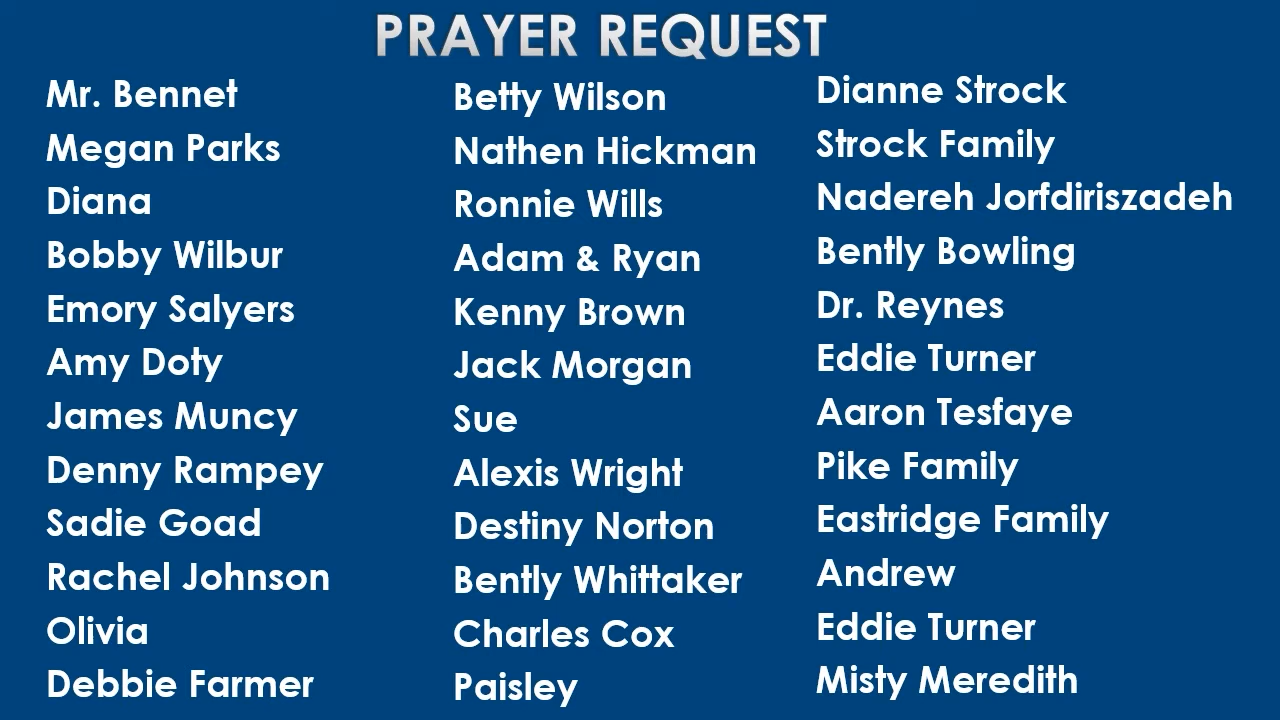 PRAYER REQUEST
Mr. Bennet
Megan Parks
Diana
Bobby Wilbur
Emory Salyers
Amy Doty
James Muncy
Denny Rampey
Sadie Goad
Rachel Johnson
Olivia
Debbie Farmer
Betty Wilson
Nathen Hickman
Ronnie Wills
Adam & Ryan
Kenny Brown
Jack Morgan
Sue
Alexis Wright
Destiny Norton
Bently Whittaker
Charles Cox
Paisley
Dianne Strock
Strock Family
Nadereh Jorfdiriszadeh
Bently Bowling
Dr. Reynes
Eddie Turner
Aaron Tesfaye
Pike Family
Eastridge Family
Andrew
Eddie Turner
Misty Meredith